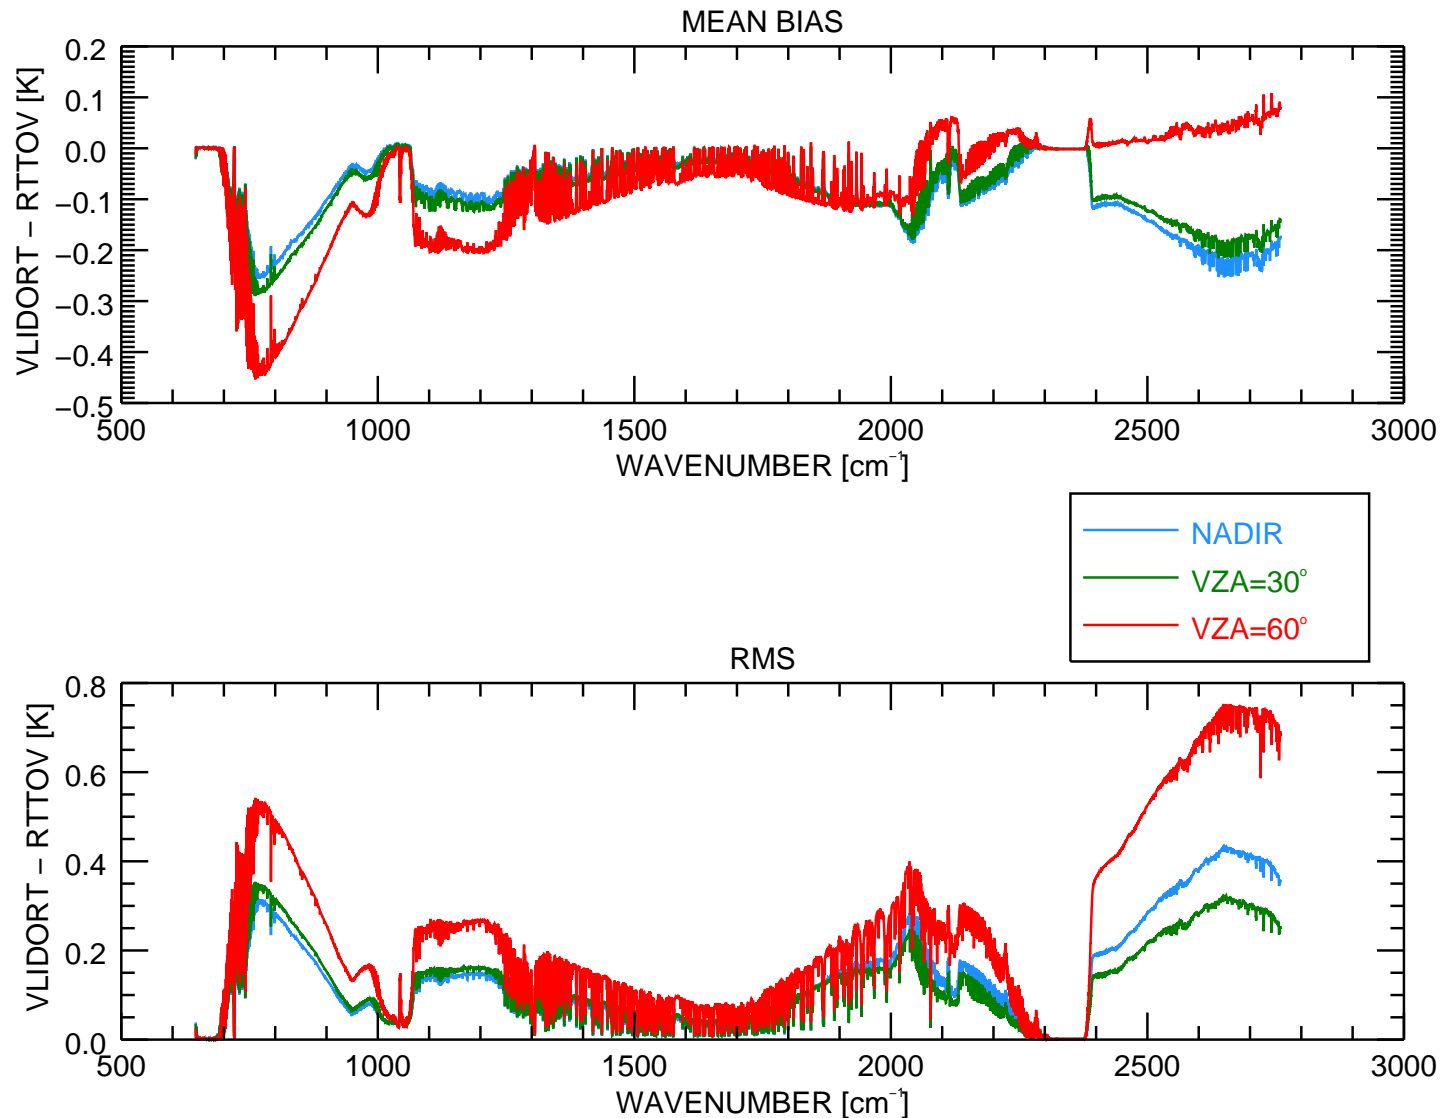 MEAN BIAS
VLIDORT − RTTOV [K]
0.2
0.1
0.0
−0.1
−0.2
−0.3
−0.4
−0.5
500 1000 1500 2000 2500 3000
WAVENUMBER [cm⁻¹]
NADIR
VZA=30°
VZA=60°
RMS
VLIDORT − RTTOV [K]
0.8
0.6
0.4
0.2
0.0
500 1000 1500 2000 2500 3000
WAVENUMBER [cm⁻¹]